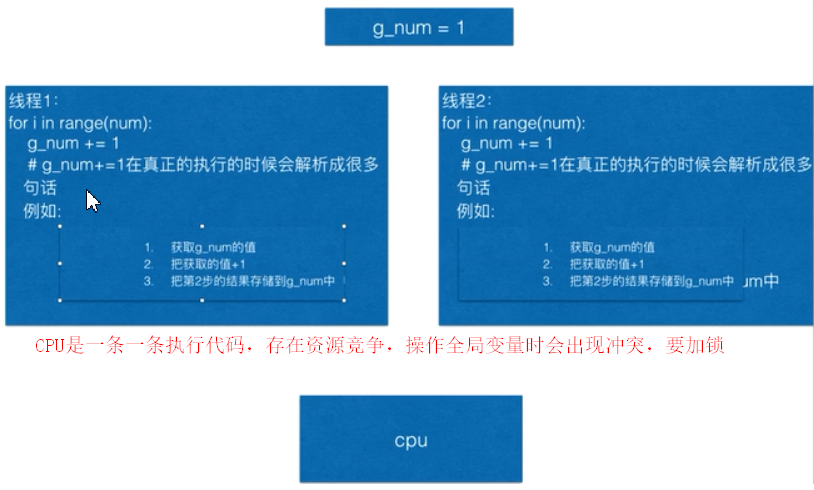 g_num = 1
线程1：
for i in range(num):
g_num += 1
# g_num+=1在真正的执行的时候会解析成很多
句话
例如:
1. 获取g_num的值
2. 把获取的值+1
3. 把第2步的结果存储到g_num中
线程2：
for i in range(num):
g_num += 1
# g_num+=1在真正的执行的时候会解析成很多
句话
例如:
1. 获取g_num的值
2. 把获取的值+1
3. 把第2步的结果存储到g_num中
um中
CPU是一条一条执行代码，存在资源竞争，操作全局变量时会出现冲突，要加锁
cpu